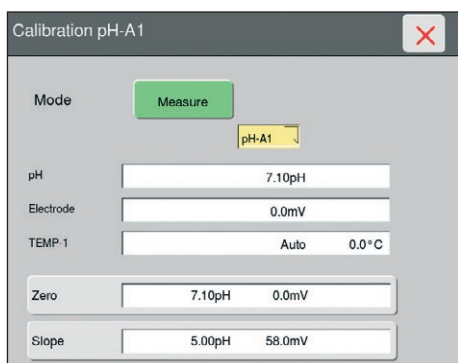 Calibration pH-A1
Mode Measure
pH-A1
pH 7.10pH
Electrode 0.0mV
TEMP-1 Auto 0.0°C
Zero 7.10pH 0.0mV
Slope 5.00pH 58.0mV